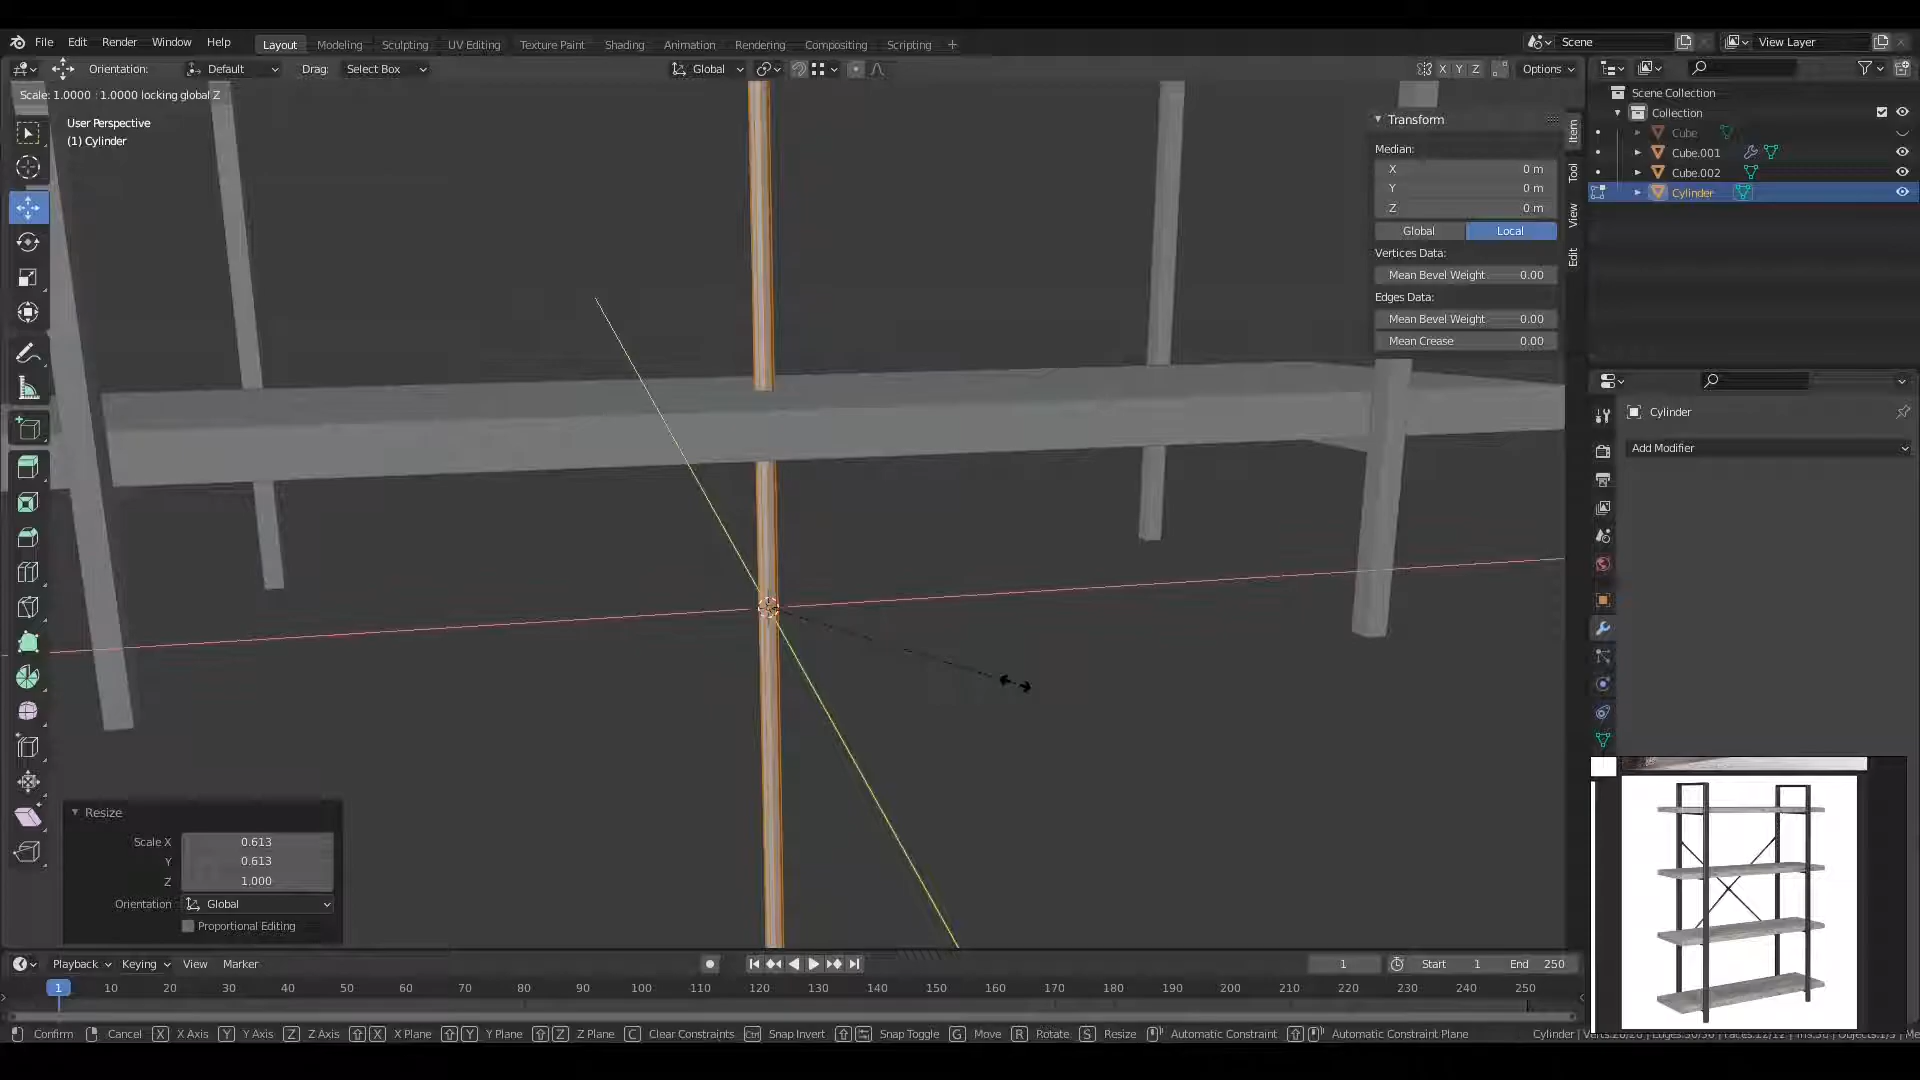 File Edit Render Window Help
Layout Modeling Sculpting UV Editing Texture Paint Shading Animation Rendering Compositing Scripting +
Scene
View Layer
Orientation: Default Drag: Select Box
Global
X Y Z
Options
Scale: 1.0000 : 1.0000 locking global Z
User Perspective
(1) Cylinder
Transform
Median:
X 0 m
Y 0 m
Z 0 m
Global Local
Vertices Data:
Mean Bevel Weight 0.00
Edges Data:
Mean Bevel Weight 0.00
Mean Crease 0.00
Item
Tool
View
Edit
Scene Collection
Collection
Cube
Cube.001
Cube.002
Cylinder
Cylinder
Add Modifier
Resize
Scale X 0.613
Y 0.613
Z 1.000
Orientation Global
Proportional Editing
Playback Keying View Marker
1 Start 1 End 250
1 10 20 30 40 50 60 70 80 90 100 110 120 130 140 150 160 170 180 190 200 210 220 230 240 250
Confirm Cancel X X Axis Y Y Axis Z Z Axis X X Plane Y Y Plane Z Z Plane C Clear Constraints Ctrl Snap Invert Snap Toggle G Move R Rotate S Resize Automatic Constraint Automatic Constraint Plane